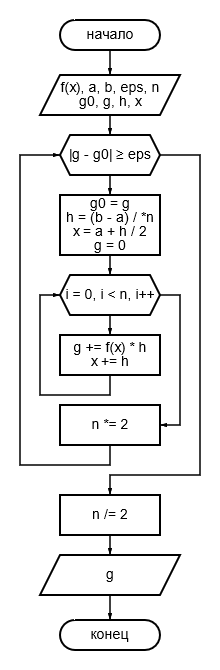 начало
f(x), a, b, eps, n
g0, g, h, x
|g - g0| ≥ eps
g0 = g
h = (b - a) / *n
x = a + h / 2
g = 0
i = 0, i < n, i++
g += f(x) * h
x += h
n *= 2
n /= 2
g
конец